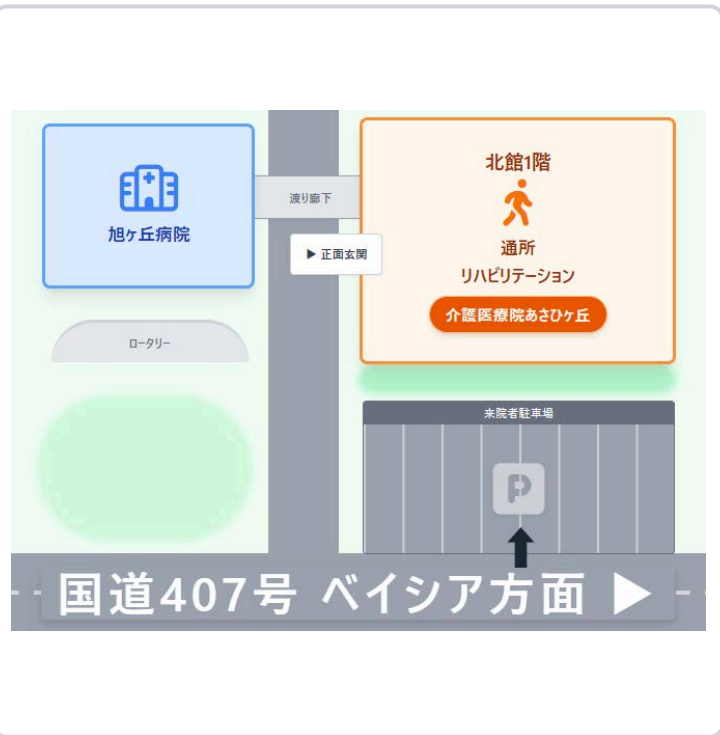 旭ヶ丘病院
渡り廊下
▶ 正面玄関
北館1階
通所
リハビリテーション
介護医療院あさひヶ丘
ロータリー
来院者駐車場
P
国道407号 ベイシア方面 ▶